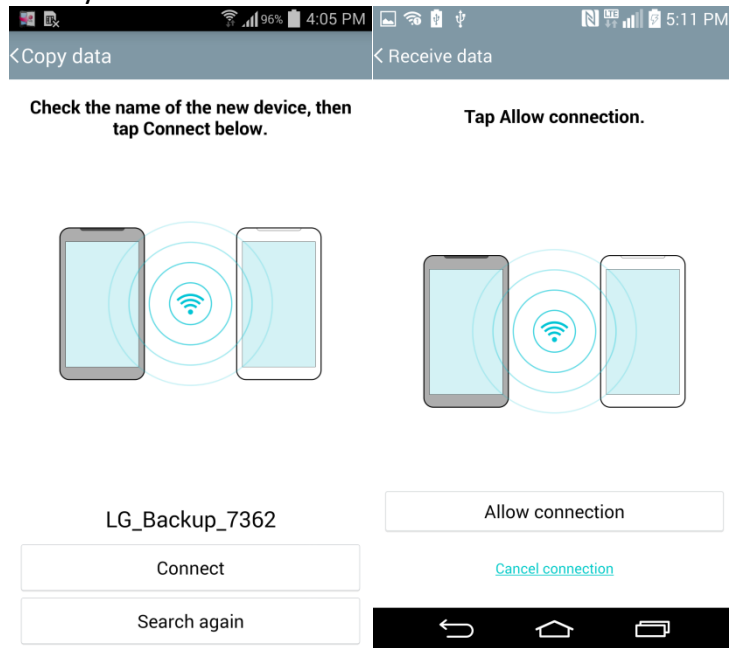 96% 4:05 PM
<Copy data
Check the name of the new device, then
tap Connect below.
LG_Backup_7362
Connect
Search again
LTE 5:11 PM
< Receive data
Tap Allow connection.
Allow connection
Cancel connection